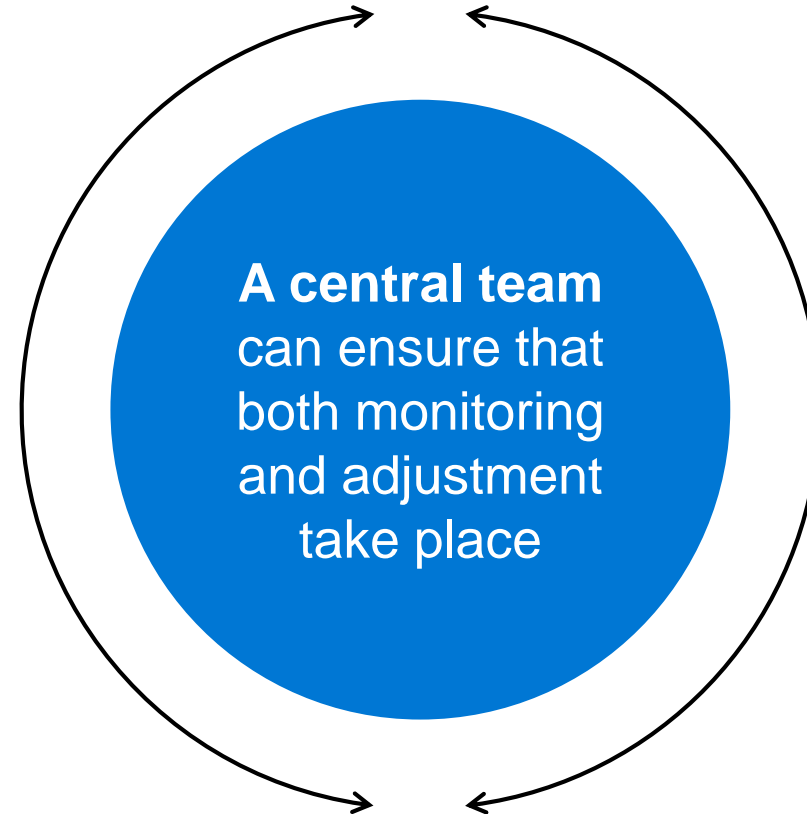 A central team
can ensure that
both monitoring
and adjustment
take place